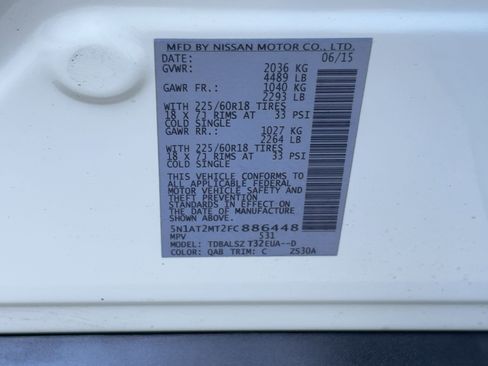 MFD BY NISSAN MOTOR CO., LTD.
DATE: 06/15
GVWR: 2036 KG
4489 LB
GAWR FR.: 1040 KG
2293 LB
WITH 225/60R18 TIRES
18 X 7J RIMS AT 33 PSI
COLD SINGLE
GAWR RR.: 1027 KG
2264 LB
WITH 225/60R18 TIRES
18 X 7J RIMS AT 33 PSI
COLD SINGLE
THIS VEHICLE CONFORMS TO
ALL APPLICABLE FEDERAL
MOTOR VEHICLE SAFETY
AND THEFT PREVENTION
STANDARDS IN EFFECT ON
THE DATE OF MANUFACTURE
SHOWN ABOVE.
5N1AT2MT2FC886448
MPV 531
MODEL: TDBALSZ T32EUA--D
COLOR: QAB TRIM: C ZS30A